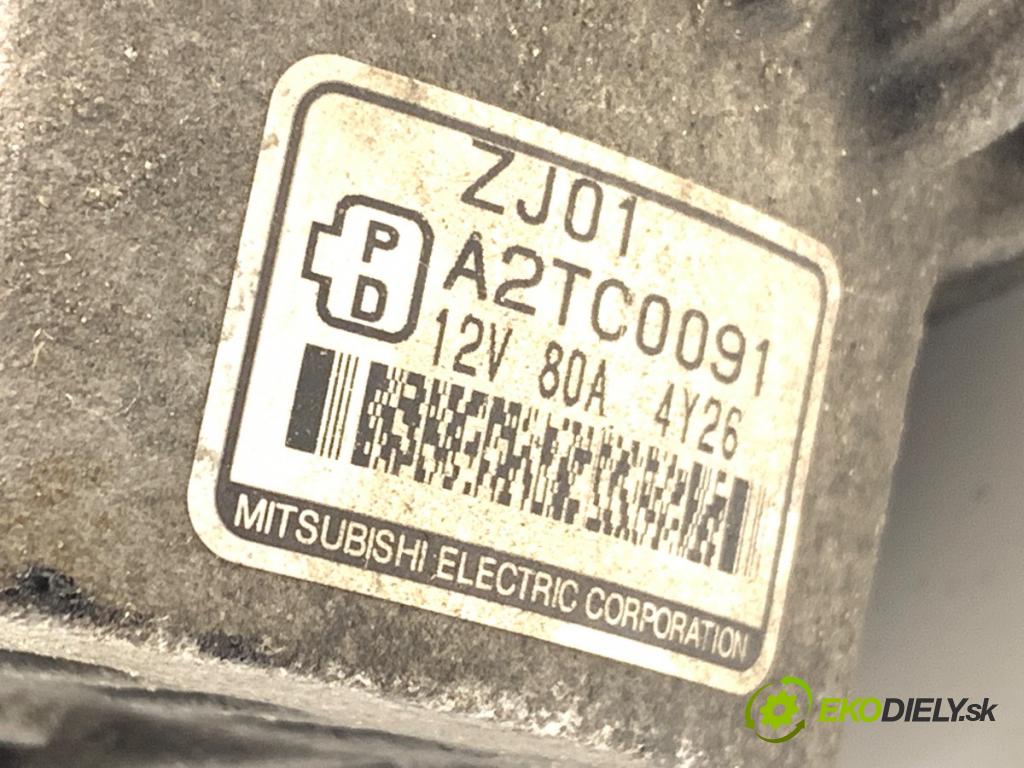 ZJ01
P
D
A2TC0091
12V 80A 4Y26
MITSUBISHI ELECTRIC CORPORATION
EKODIELY.sk